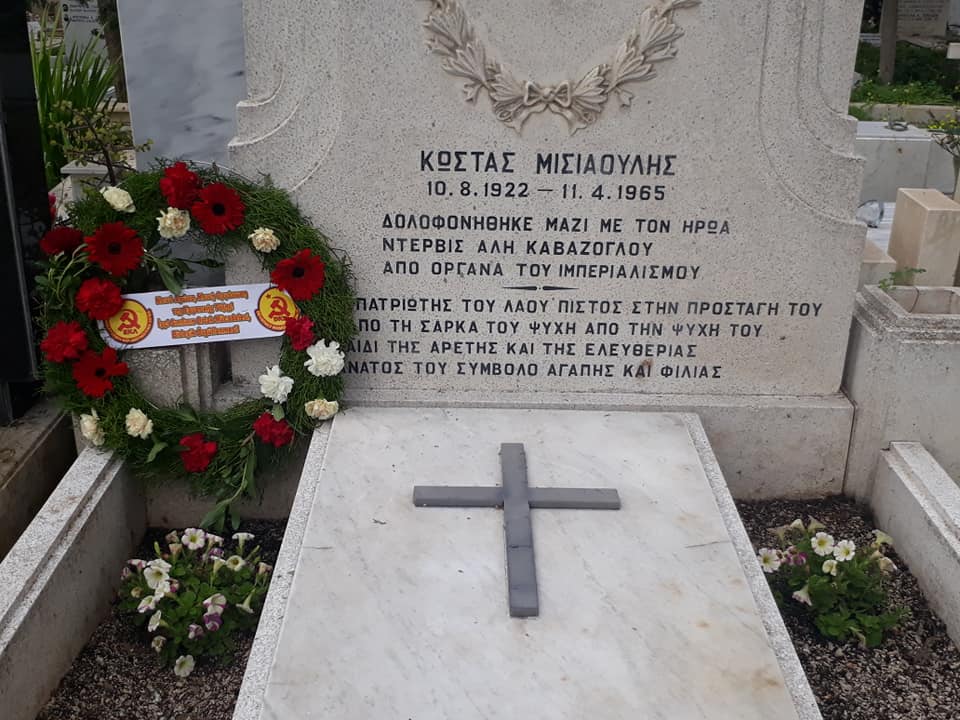 ΚΩΣΤΑΣ ΜΙΣΙΑΟΥΛΗΣ
10.8.1922 — 11.4.1965
ΔΟΛΟΦΟΝΗΘΗΚΕ ΜΑΖΙ ΜΕ ΤΟΝ ΗΡΩΑ
ΝΤΕΡΒΙΣ ΑΛΗ ΚΑΒΑΖΟΓΛΟΥ
ΑΠΟ ΟΡΓΑΝΑ ΤΟΥ ΙΜΠΕΡΙΑΛΙΣΜΟΥ
ΠΑΤΡΙΩΤΗΣ ΤΟΥ ΛΑΟΥ ΠΙΣΤΟΣ ΣΤΗΝ ΠΡΟΣΤΑΓΗ ΤΟΥ
ΑΠΟ ΤΗ ΣΑΡΚΑ ΤΟΥ ΨΥΧΗ ΑΠΟ ΤΗΝ ΨΥΧΗ ΤΟΥ
ΑΙΔΙ ΤΗΣ ΑΡΕΤΗΣ ΚΑΙ ΤΗΣ ΕΛΕΥΘΕΡΙΑΣ
ΝΑΤΟΣ ΤΟΥ ΣΥΜΒΟΛΟ ΑΓΑΠΗΣ ΚΑΙ ΦΙΛΙΑΣ